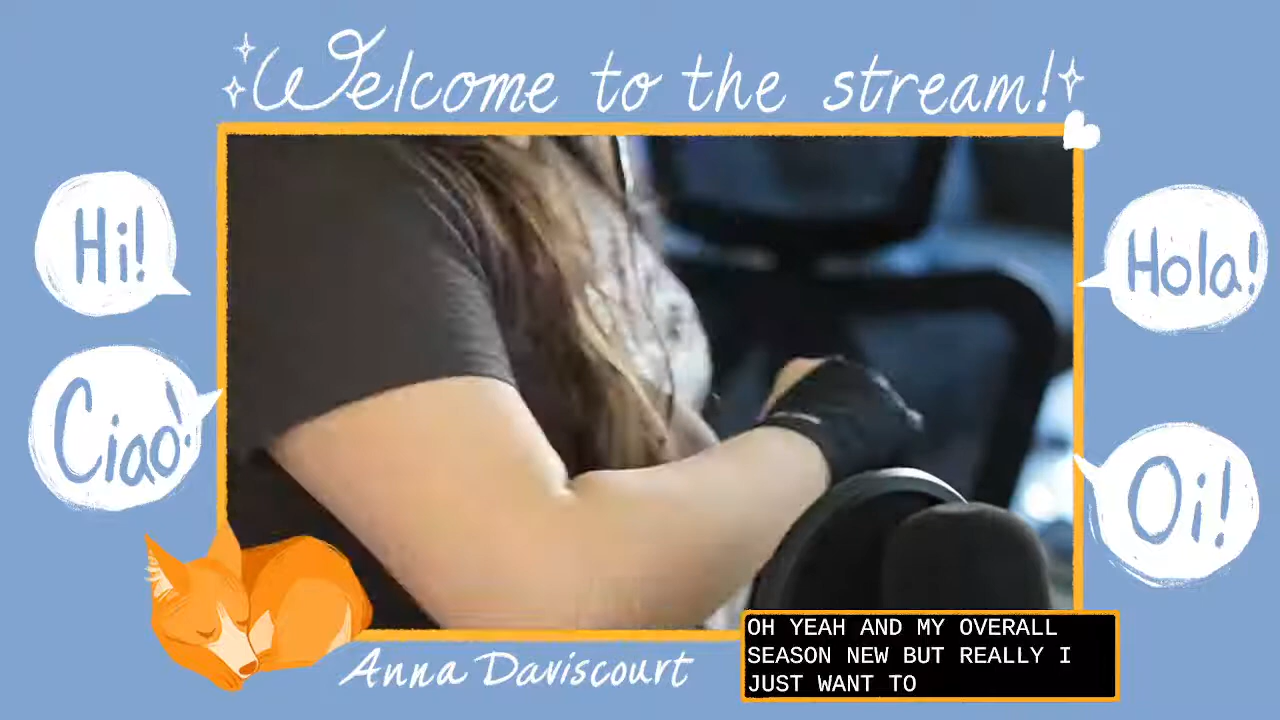 Welcome to the stream!
Hi!
Hola!
Ciao!
Oi!
Anna Daviscourt
OH YEAH AND MY OVERALL
SEASON NEW BUT REALLY I
JUST WANT TO